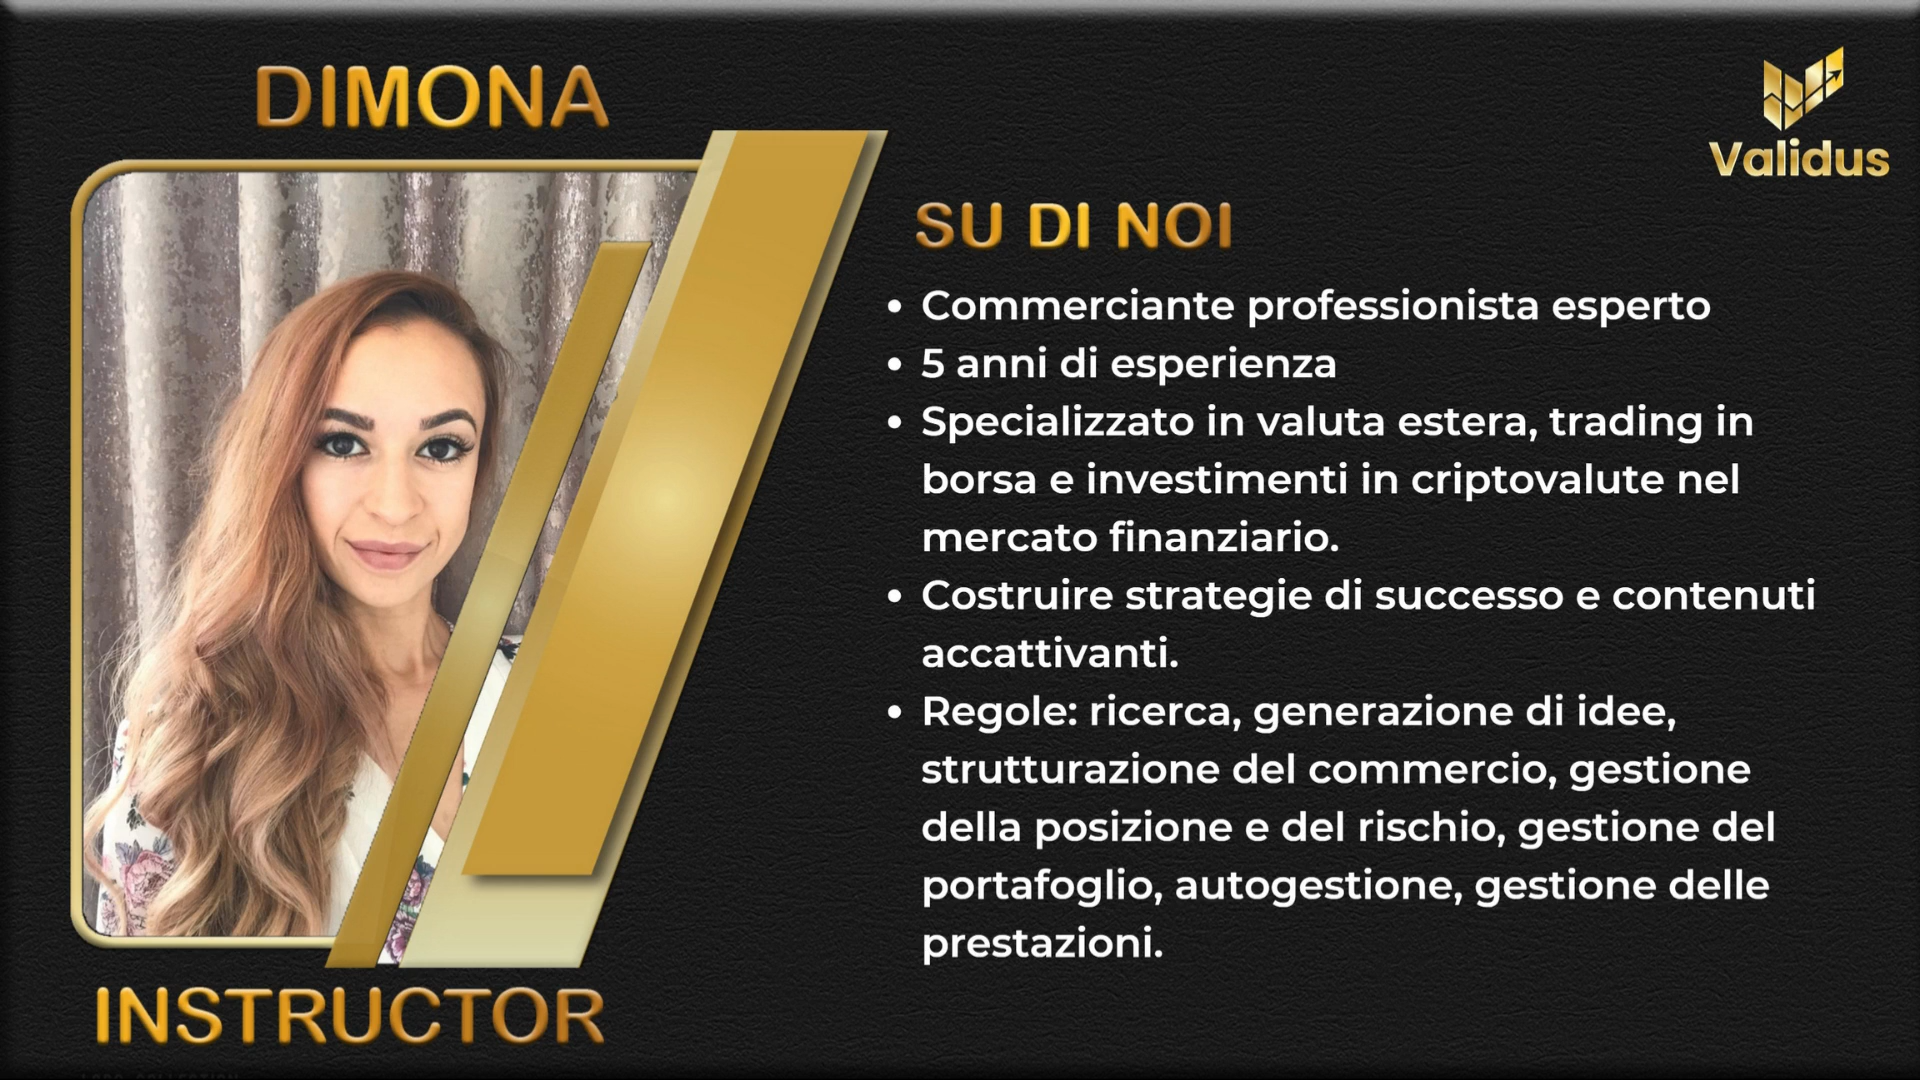 DIMONA
Validus
SU DI NOI
• Commerciante professionista esperto
• 5 anni di esperienza
• Specializzato in valuta estera, trading in
borsa e investimenti in criptovalute nel
mercato finanziario.
• Costruire strategie di successo e contenuti
accattivanti.
• Regole: ricerca, generazione di idee,
strutturazione del commercio, gestione
della posizione e del rischio, gestione del
portafoglio, autogestione, gestione delle
prestazioni.
INSTRUCTOR